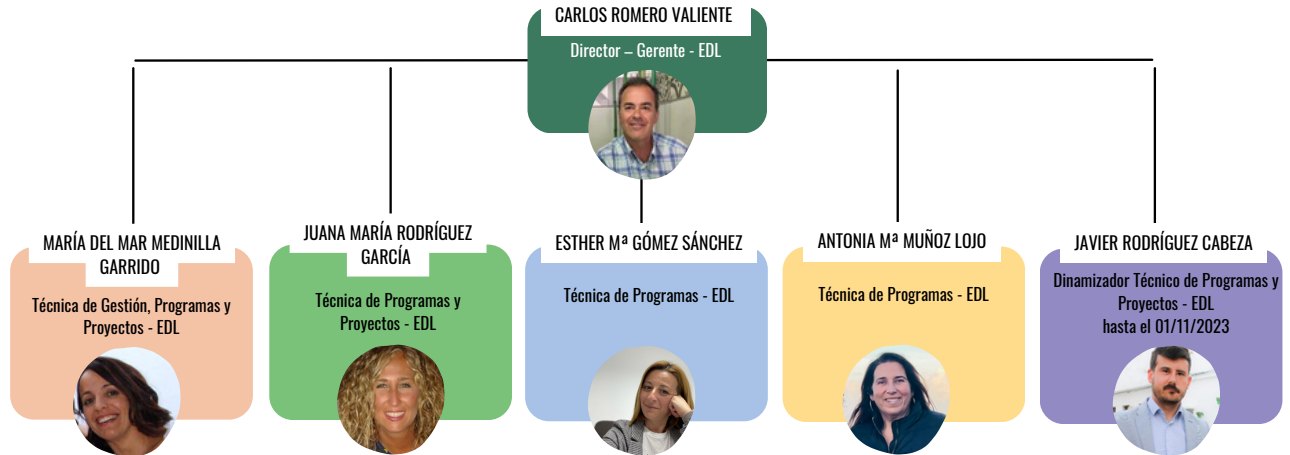 CARLOS ROMERO VALIENTE
Director – Gerente - EDL
MARÍA DEL MAR MEDINILLA
GARRIDO
Técnica de Gestión, Programas y
Proyectos - EDL
JUANA MARÍA RODRÍGUEZ
GARCÍA
Técnica de Programas y
Proyectos - EDL
ESTHER Mª GÓMEZ SÁNCHEZ
Técnica de Programas - EDL
ANTONIA Mª MUÑOZ LOJO
Técnica de Programas - EDL
JAVIER RODRÍGUEZ CABEZA
Dinamizador Técnico de Programas y
Proyectos - EDL
hasta el 01/11/2023